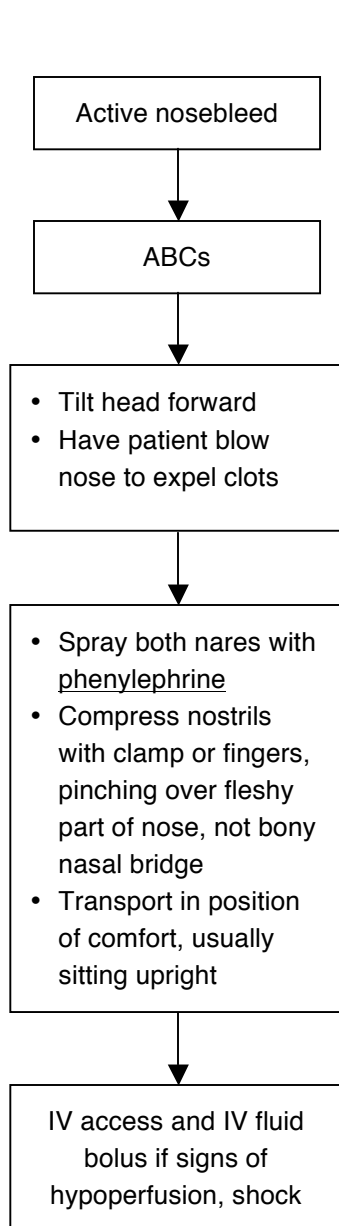 Active nosebleed
ABCs
• Tilt head forward
• Have patient blow
nose to expel clots
• Spray both nares with
phenylephrine
• Compress nostrils
with clamp or fingers,
pinching over fleshy
part of nose, not bony
nasal bridge
• Transport in position
of comfort, usually
sitting upright
IV access and IV fluid
bolus if signs of
hypoperfusion, shock